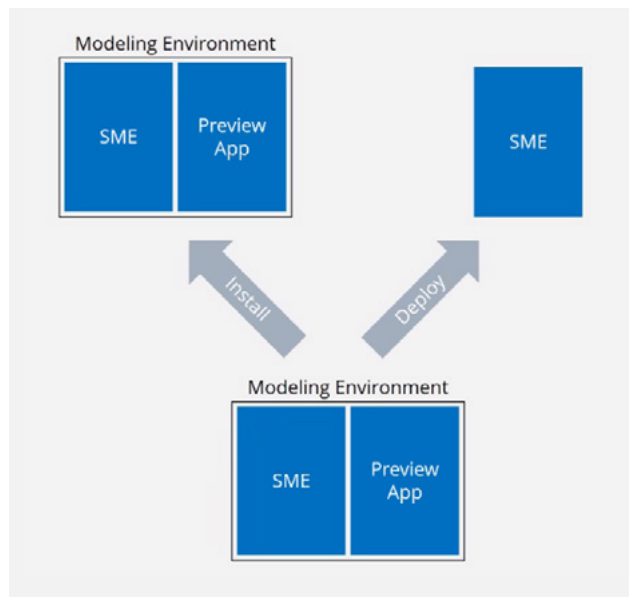 Modeling Environment
SME
Preview
App
SME
Install
Deploy
Modeling Environment
SME
Preview
App